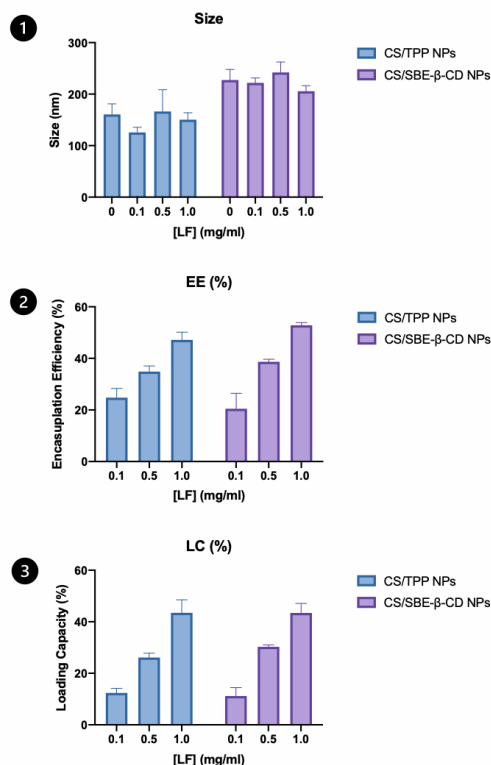 1
Size
300
200
100
0
Size (nm)
0 0.1 0.5 1.0 0 0.1 0.5 1.0
[LF] (mg/ml)
CS/TPP NPs
CS/SBE-β-CD NPs
2
EE (%)
60
40
20
0
Encasuplation Efficiency (%)
0.1 0.5 1.0 0.1 0.5 1.0
[LF] (mg/ml)
CS/TPP NPs
CS/SBE-β-CD NPs
3
LC (%)
60
40
20
0
Loading Capacity (%)
0.1 0.5 1.0 0.1 0.5 1.0
[LF] (mg/ml)
CS/TPP NPs
CS/SBE-β-CD NPs